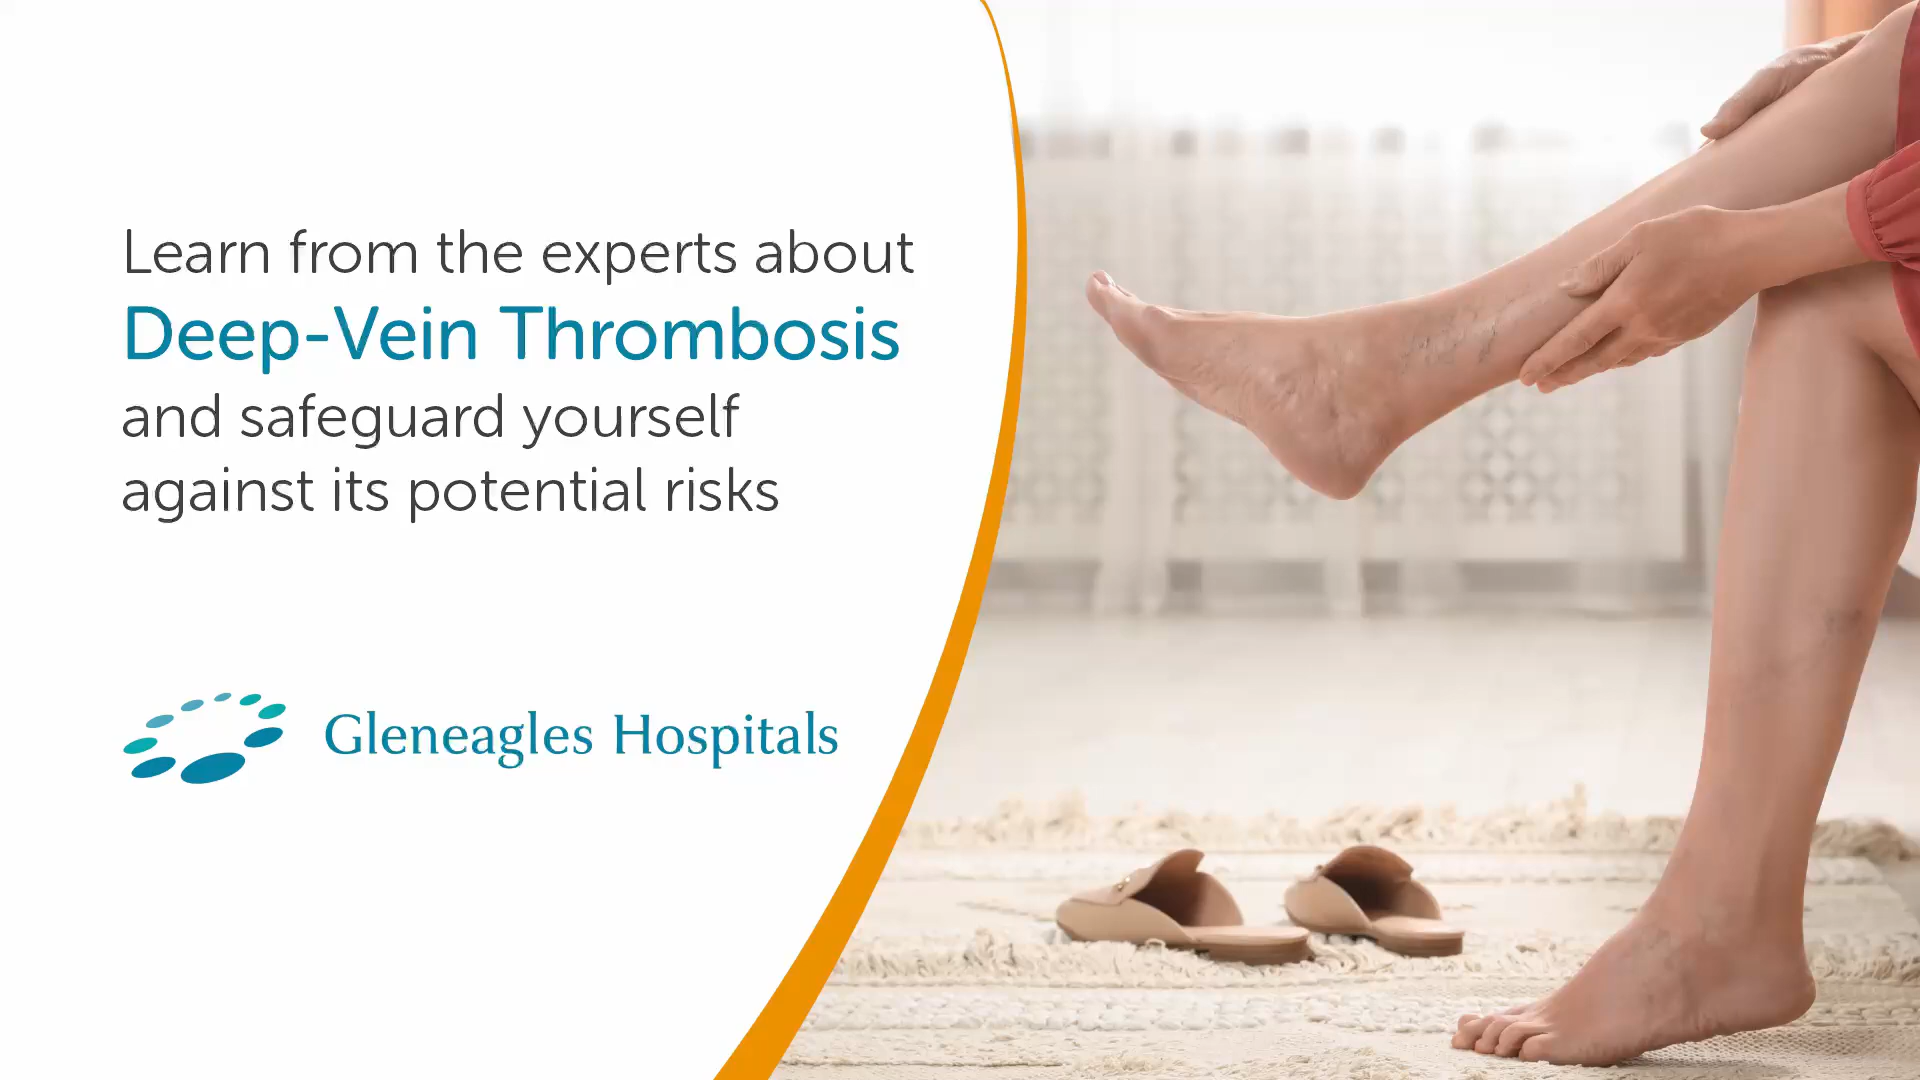 Learn from the experts about
Deep-Vein Thrombosis
and safeguard yourself
against its potential risks
Gleneagles Hospitals